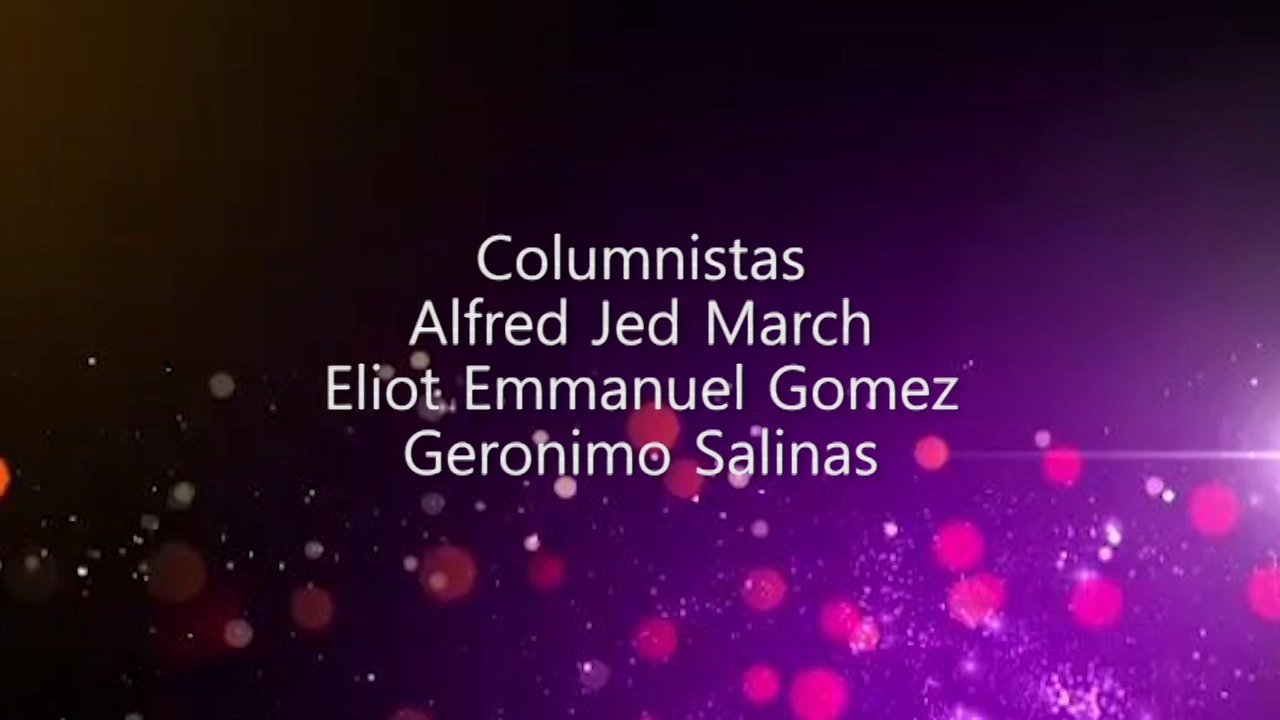 Columnistas
Alfred Jed March
Eliot Emmanuel Gomez
Geronimo Salinas